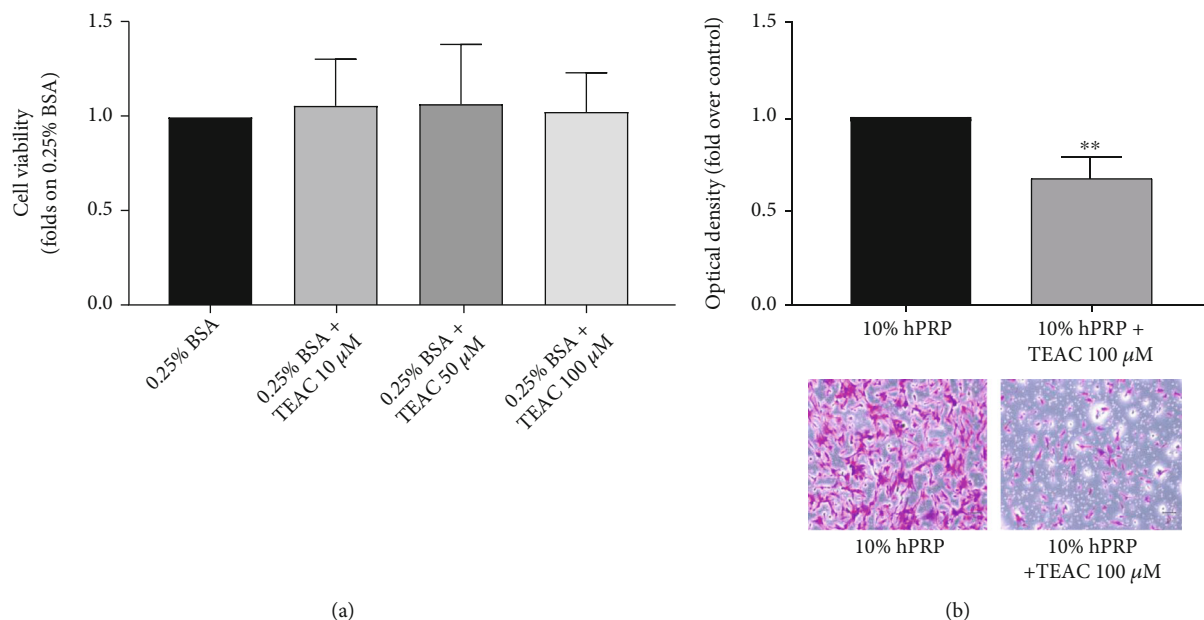 Cell viability
(folds on 0.25% BSA)
1.5
1.0
0.5
0.0
0.25% BSA
0.25% BSA +
TEAC 10 μM
0.25% BSA +
TEAC 50 μM
0.25% BSA +
TEAC 100 μM
(a)
Optical density (fold over control)
1.5
1.0
0.5
0.0
**
10% hPRP
10% hPRP +
TEAC 100 μM
10% hPRP
10% hPRP
+TEAC 100 μM
(b)